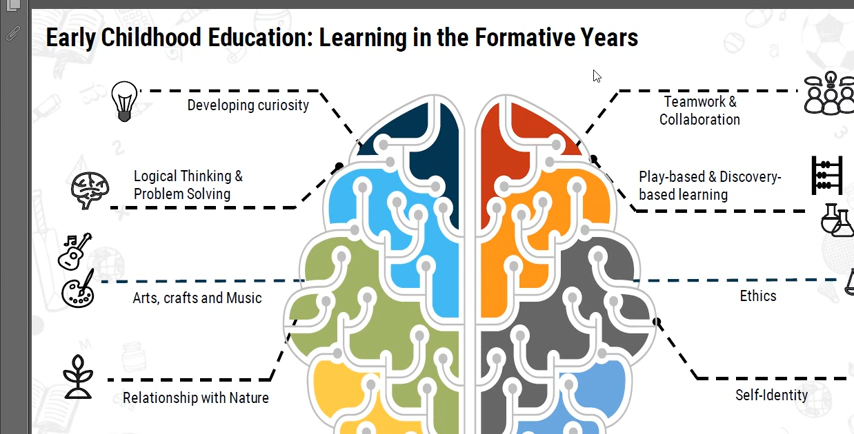 Early Childhood Education: Learning in the Formative Years
Developing curiosity
Logical Thinking &
Problem Solving
Arts, crafts and Music
Relationship with Nature
Teamwork &
Collaboration
Play-based & Discovery-
based learning
Ethics
Self-Identity